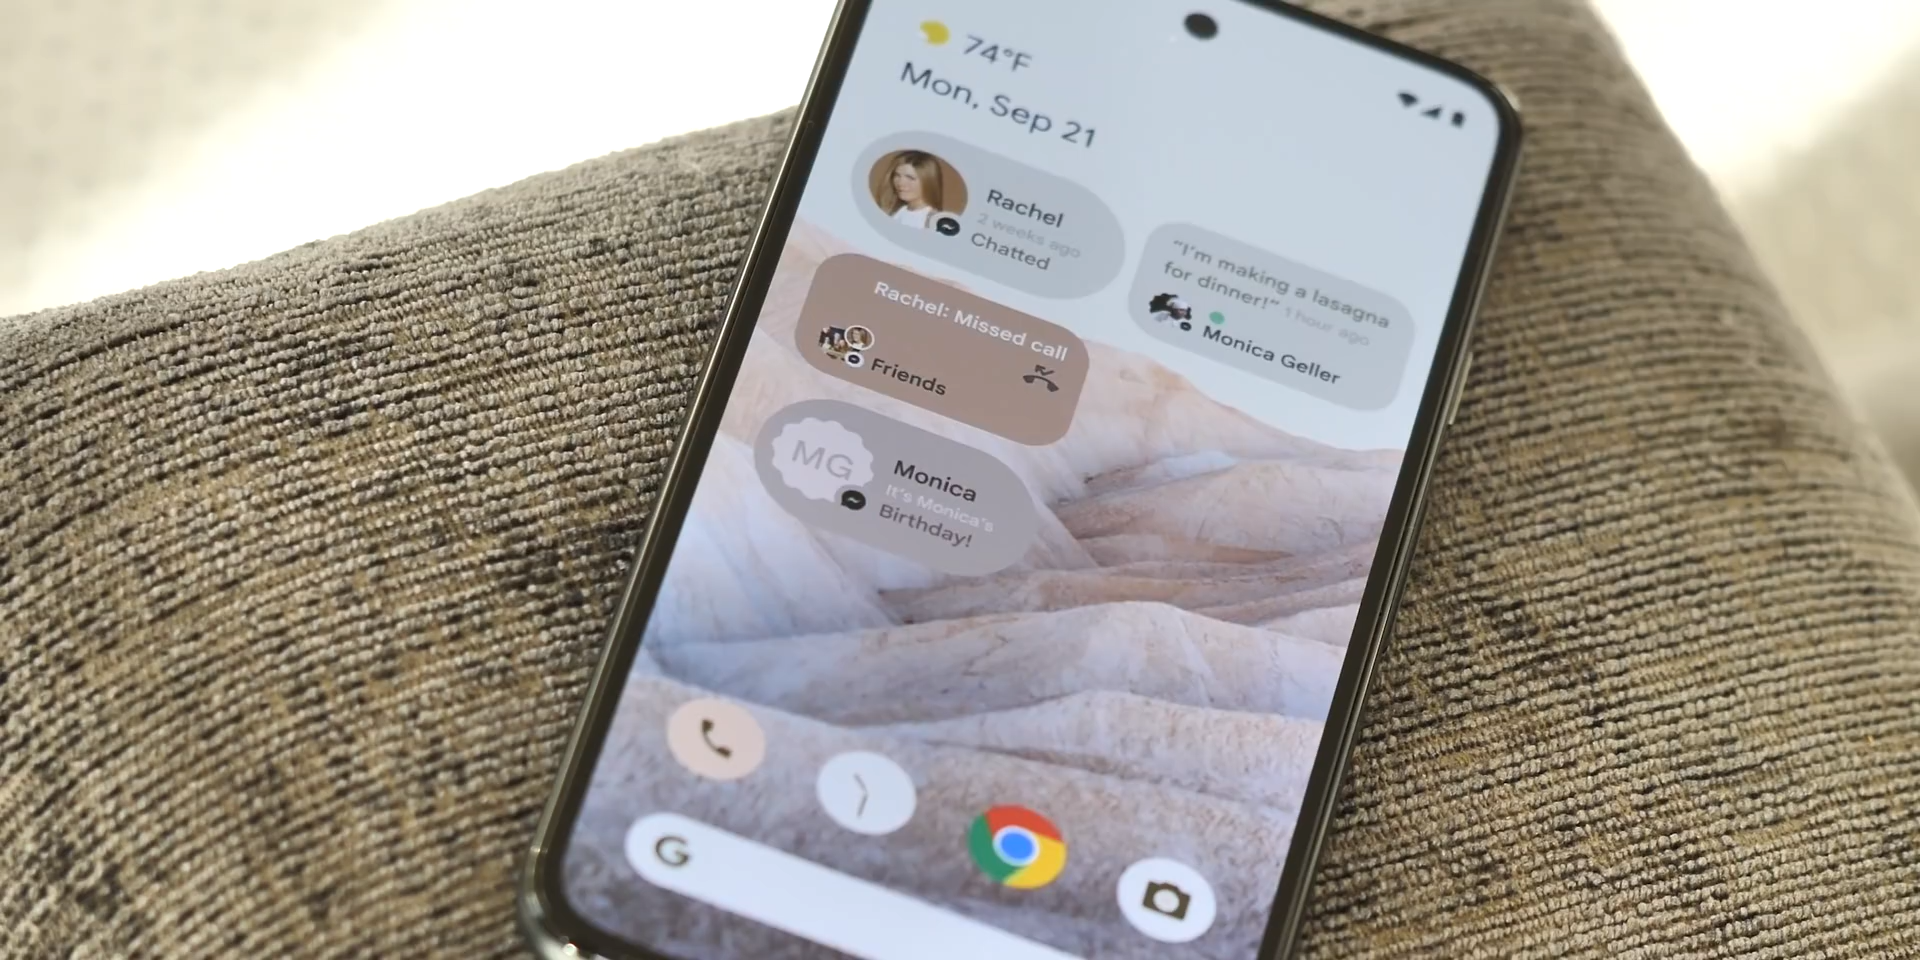 74°F
Mon, Sep 21
Rachel
2 weeks ago
Chatted
"I'm making a lasagna
for dinner!" 1 hour ago
Monica Geller
Rachel: Missed call
Friends
MG
Monica
It's Monica's
Birthday!
G